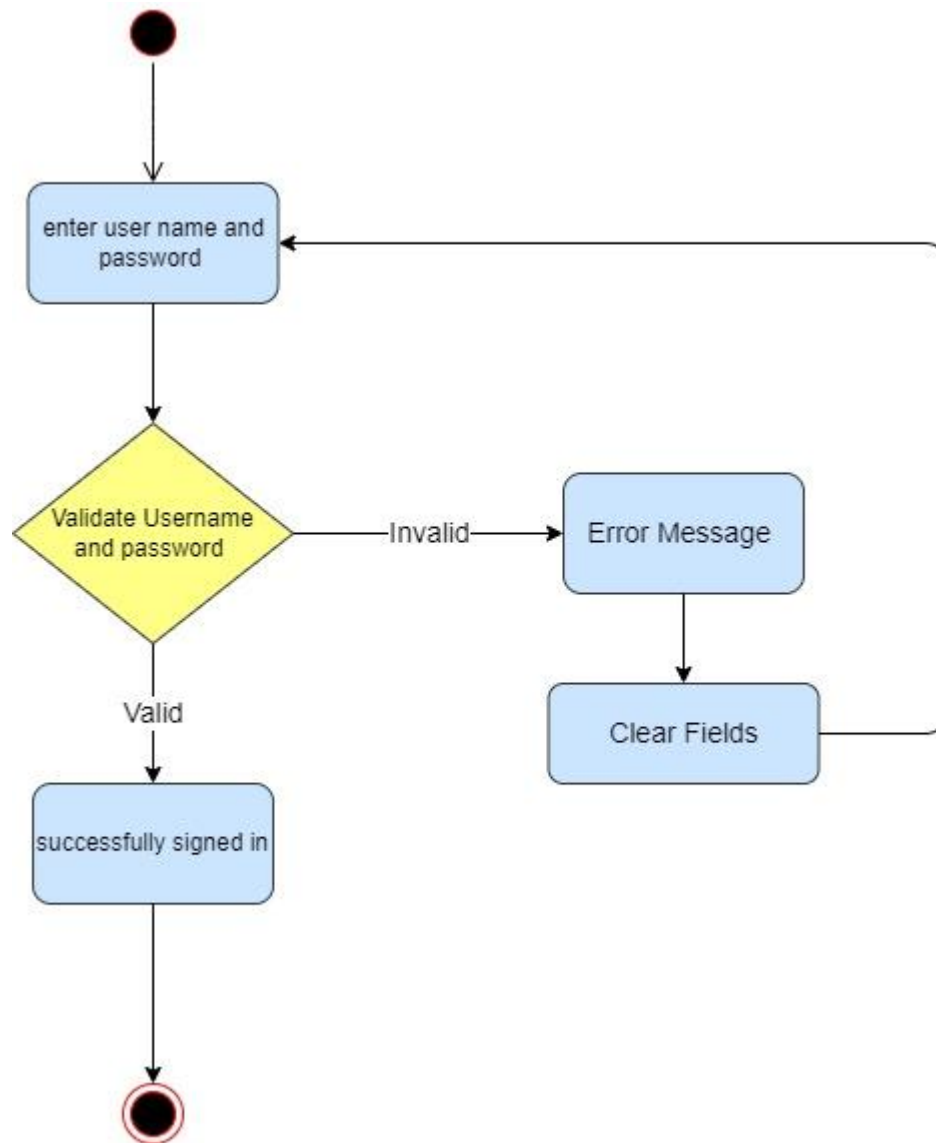 enter user name and
password
Validate Username
and password
Invalid
Error Message
Valid
Clear Fields
successfully signed in